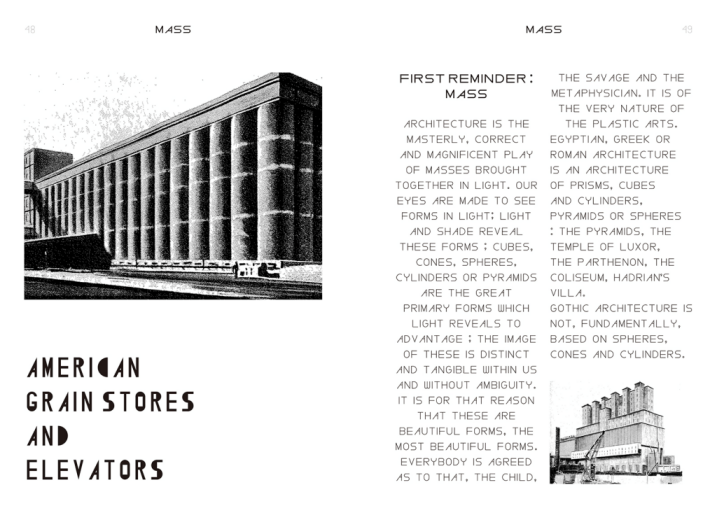 48
MASS
AMERICAN
GRAIN STORES
AND
ELEVATORS
MASS
49
FIRST REMINDER:
MASS
ARCHITECTURE IS THE
MASTERLY, CORRECT
AND MAGNIFICENT PLAY
OF MASSES BROUGHT
TOGETHER IN LIGHT. OUR
EYES ARE MADE TO SEE
FORMS IN LIGHT; LIGHT
AND SHADE REVEAL
THESE FORMS ; CUBES,
CONES, SPHERES,
CYLINDERS OR PYRAMIDS
ARE THE GREAT
PRIMARY FORMS WHICH
LIGHT REVEALS TO
ADVANTAGE ; THE IMAGE
OF THESE IS DISTINCT
AND TANGIBLE WITHIN US
AND WITHOUT AMBIGUITY.
IT IS FOR THAT REASON
THAT THESE ARE
BEAUTIFUL FORMS, THE
MOST BEAUTIFUL FORMS.
EVERYBODY IS AGREED
AS TO THAT, THE CHILD,
THE SAVAGE AND THE
METAPHYSICIAN. IT IS OF
THE VERY NATURE OF
THE PLASTIC ARTS.
EGYPTIAN, GREEK OR
ROMAN ARCHITECTURE
IS AN ARCHITECTURE
OF PRISMS, CUBES
AND CYLINDERS,
PYRAMIDS OR SPHERES
: THE PYRAMIDS, THE
TEMPLE OF LUXOR,
THE PARTHENON, THE
COLISEUM, HADRIAN'S
VILLA.
GOTHIC ARCHITECTURE IS
NOT, FUNDAMENTALLY,
BASED ON SPHERES,
CONES AND CYLINDERS.